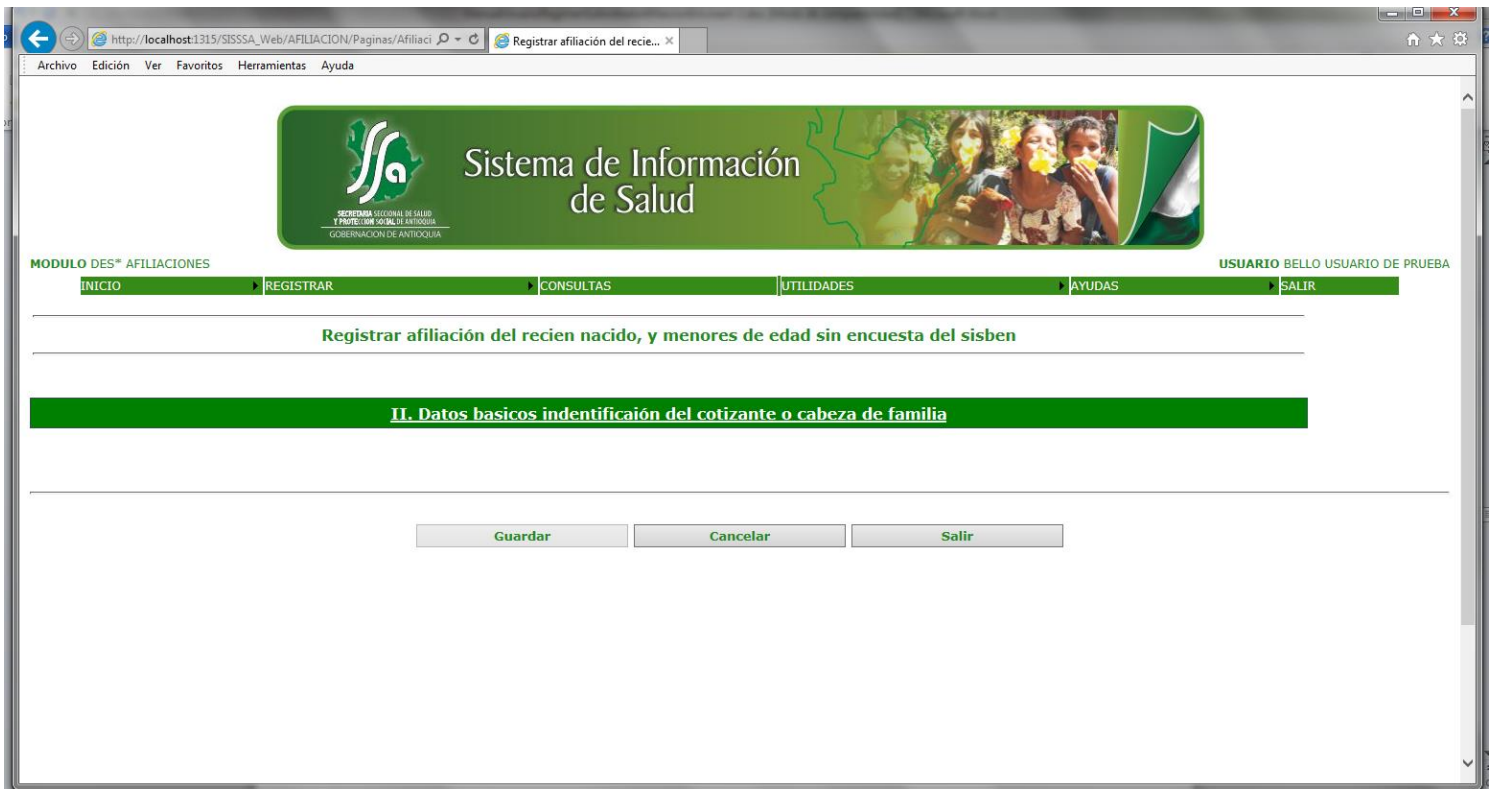 http://localhost:1315/SISSSA_Web/AFILIACION/Paginas/Afiliaci
Registrar afiliación del recie...
Archivo Edición Ver Favoritos Herramientas Ayuda
SSa
SECRETARIA SECCIONAL DE SALUD
Y PROTECCION SOCIAL DE ANTIOQUIA
GOBERNACION DE ANTIOQUIA
Sistema de Información
de Salud
MODULO DES* AFILIACIONES
USUARIO BELLO USUARIO DE PRUEBA
INICIO REGISTRAR CONSULTAS UTILIDADES AYUDAS SALIR
Registrar afiliación del recien nacido, y menores de edad sin encuesta del sisben
II. Datos basicos indentificaión del cotizante o cabeza de familia
Guardar Cancelar Salir